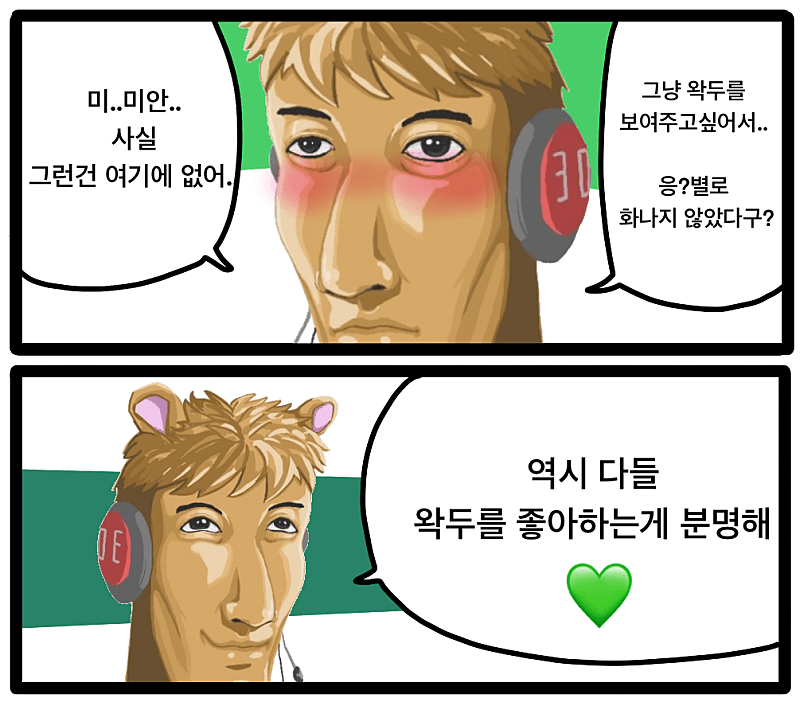 미..미안..
사실
그런건 여기에 없어.
그냥 왁두를
보여주고싶어서..
응?별로
화나지 않았다구?
역시 다들
왁두를 좋아하는게 분명해
💚